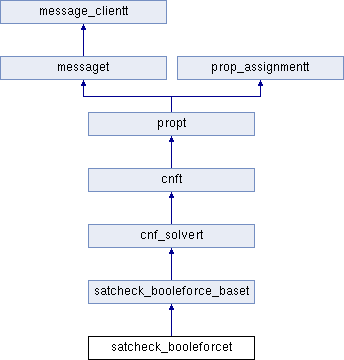 message_clientt
messaget
prop_assignmentt
propt
cnft
cnf_solvert
satcheck_booleforce_baset
satcheck_booleforcet